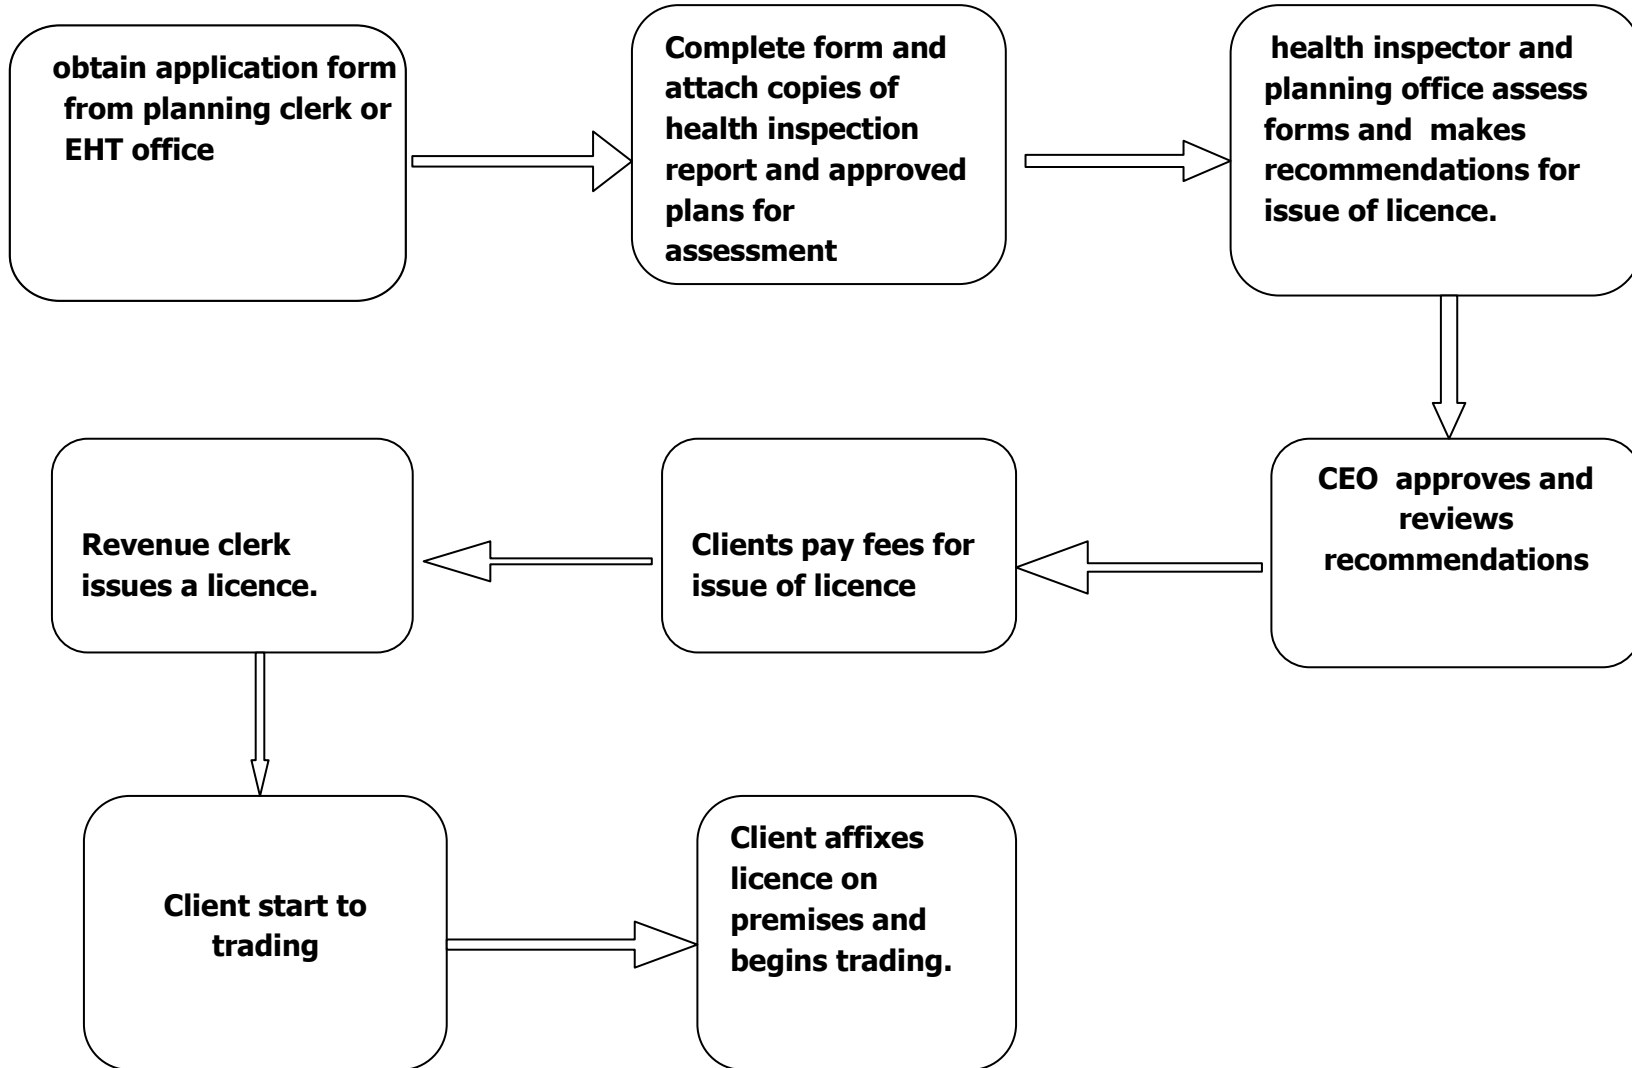 obtain application form
from planning clerk or
EHT office
Complete form and
attach copies of
health inspection
report and approved
plans for
assessment
health inspector and
planning office assess
forms and  makes
recommendations for
issue of licence.
CEO  approves and
reviews
recommendations
Clients pay fees for
issue of licence
Revenue clerk
issues a licence.
Client start to
trading
Client affixes
licence on
premises and
begins trading.